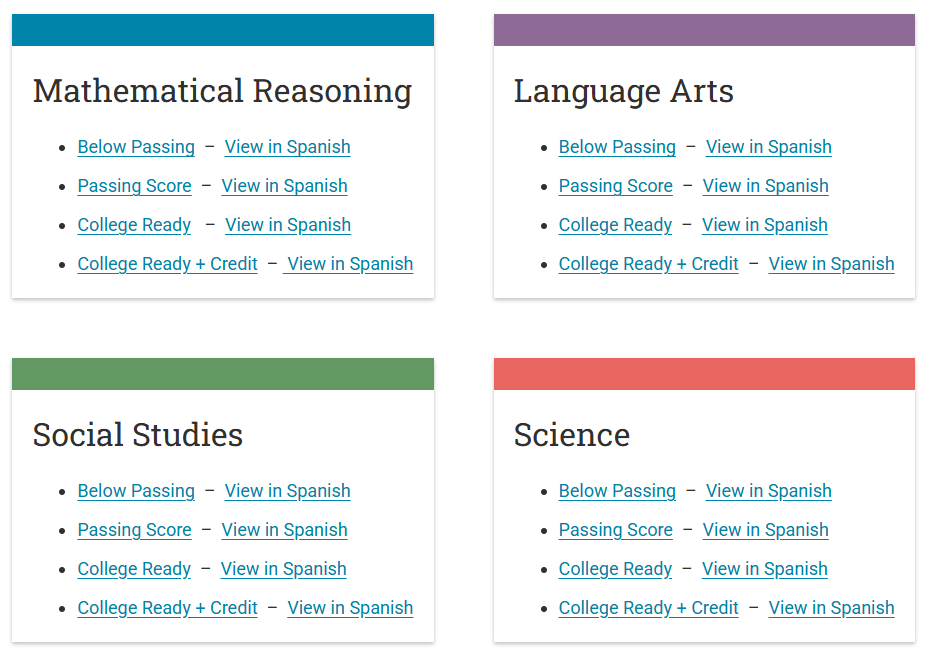 Mathematical Reasoning
Below Passing – View in Spanish
Passing Score – View in Spanish
College Ready – View in Spanish
College Ready + Credit – View in Spanish
Language Arts
Below Passing – View in Spanish
Passing Score – View in Spanish
College Ready – View in Spanish
College Ready + Credit – View in Spanish
Social Studies
Below Passing – View in Spanish
Passing Score – View in Spanish
College Ready – View in Spanish
College Ready + Credit – View in Spanish
Science
Below Passing – View in Spanish
Passing Score – View in Spanish
College Ready – View in Spanish
College Ready + Credit – View in Spanish